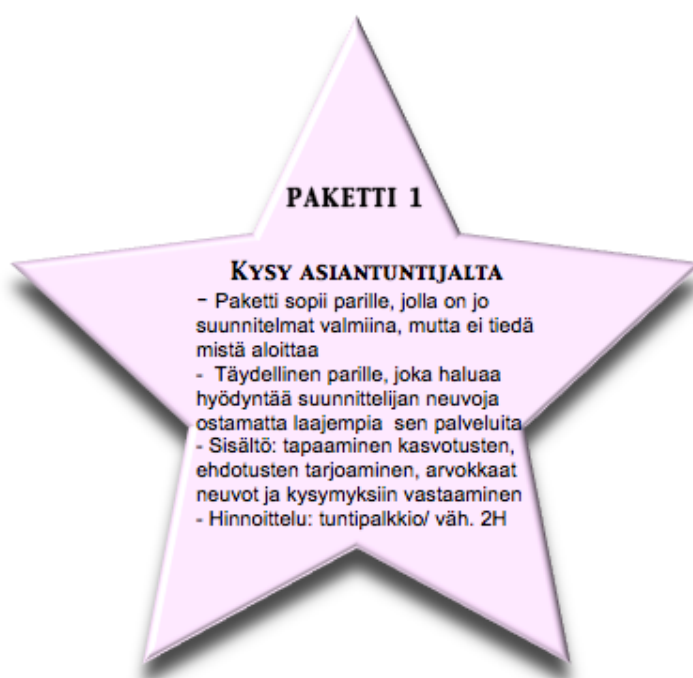 PAKETTI 1
KYSY ASIANTUNTIJALTA
- Paketti sopii parille, jolla on jo
suunnitelmat valmiina, mutta ei tiedä
mistä aloittaa
- Täydellinen parille, joka haluaa
hyödyntää suunnittelijan neuvoja
ostamatta laajempia sen palveluita
- Sisältö: tapaaminen kasvotusten,
ehdotusten tarjoaminen, arvokkaat
neuvot ja kysymyksiin vastaaminen
- Hinnoittelu: tuntipalkkio/ väh. 2H